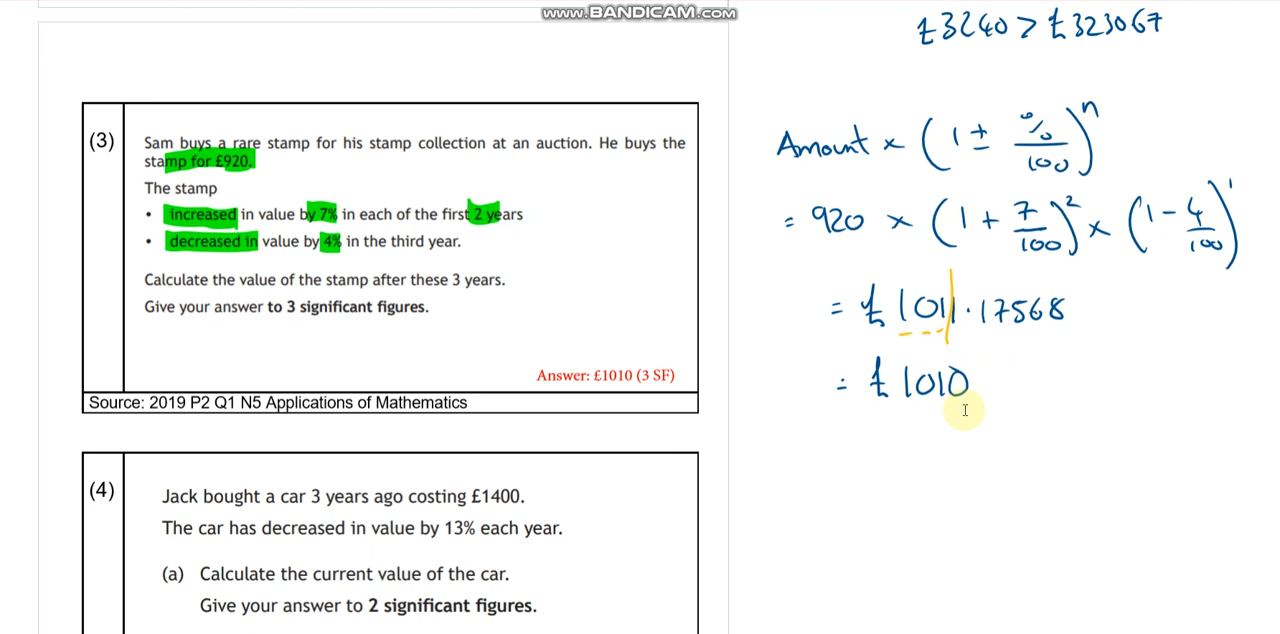 www.BANDICAM.com
£3240 > £323067
(3)
Sam buys a rare stamp for his stamp collection at an auction. He buys the
stamp for £920.
The stamp
• increased in value by 7% in each of the first 2 years
• decreased in value by 4% in the third year.
Calculate the value of the stamp after these 3 years.
Give your answer to 3 significant figures.
Answer: £1010 (3 SF)
Source: 2019 P2 Q1 N5 Applications of Mathematics
Amount × (1 ± %/100)^n
= 920 × (1 + 7/100)^2 × (1 - 4/100)^1
= £1011.17568
= £1010
(4)
Jack bought a car 3 years ago costing £1400.
The car has decreased in value by 13% each year.
(a) Calculate the current value of the car.
Give your answer to 2 significant figures.